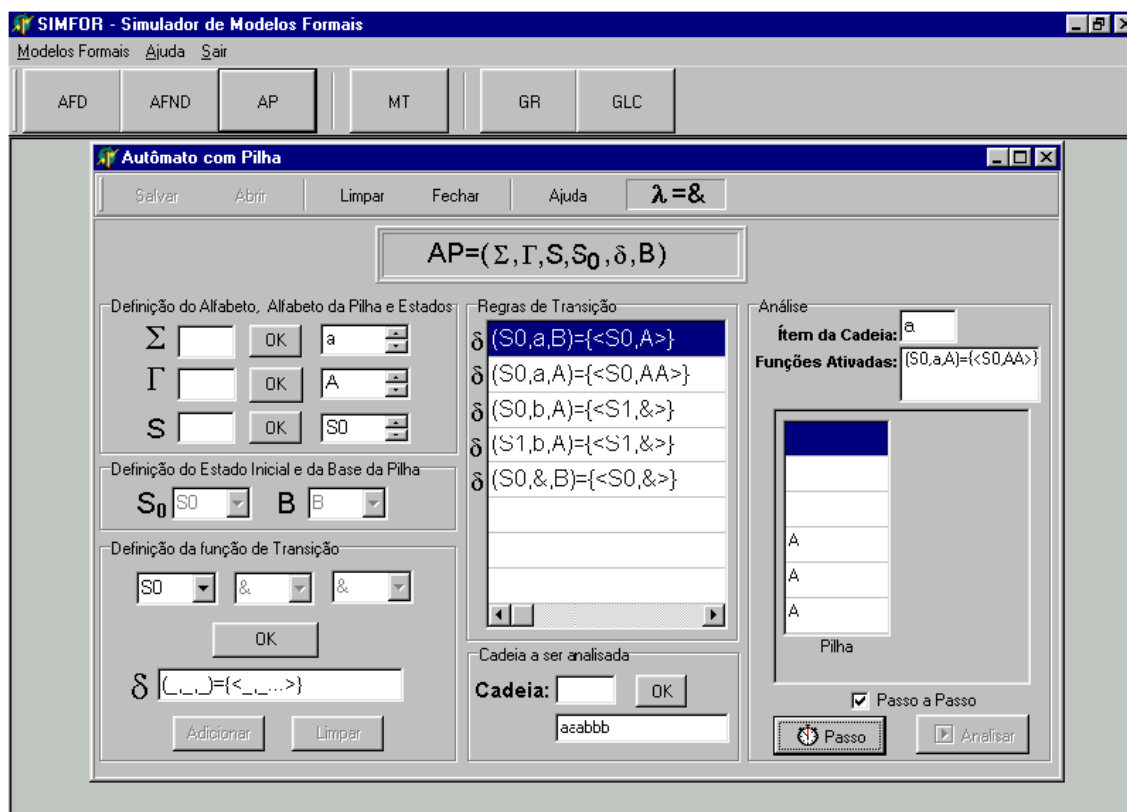 SIMFOR - Simulador de Modelos Formais
Modelos Formais Ajuda Sair
AFD AFND AP MT GR GLC
Autômato com Pilha
Salvar Abrir Limpar Fechar Ajuda λ=&
AP=(Σ,Γ,S,S0,δ,B)
Definição do Alfabeto, Alfabeto da Pilha e Estados
Σ OK a
Γ OK A
S OK S0
Definição do Estado Inicial e da Base da Pilha
S0 S0 B B
Definição da função de Transição
S0 & &
OK
δ (_,_,_)={<_,_...>}
Adicionar Limpar
Regras de Transição
δ (S0,a,B)={<S0,A>}
δ (S0,a,A)={<S0,AA>}
δ (S0,b,A)={<S1,&>}
δ (S1,b,A)={<S1,&>}
δ (S0,&,B)={<S0,&>}
Cadeia a ser analisada
Cadeia: OK
aaabbb
Análise
Ítem da Cadeia: a
Funções Ativadas: (S0,a,A)={<S0,AA>}
A
A
A
Pilha
Passo a Passo
Passo Analisar